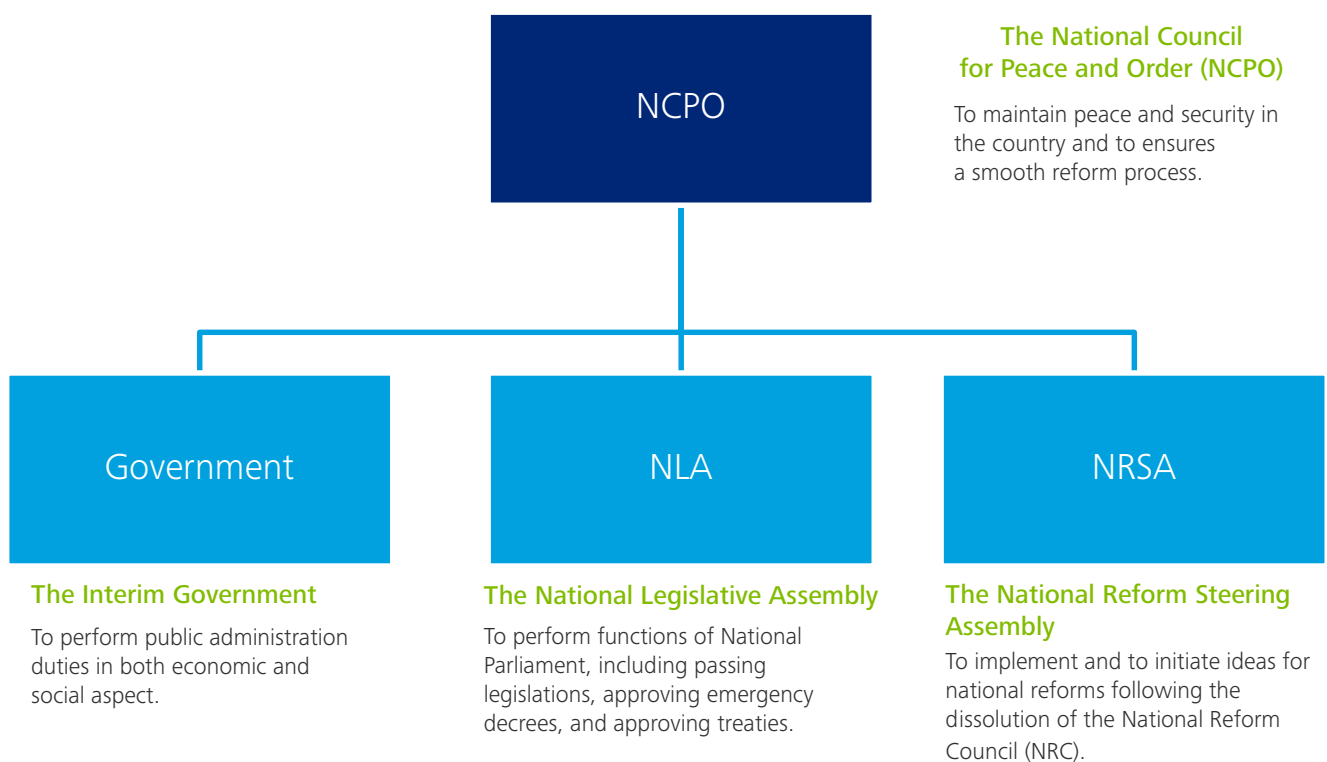 NCPO
The National Council
for Peace and Order (NCPO)
To maintain peace and security in
the country and to ensures
a smooth reform process.
Government
NLA
NRSA
The Interim Government
To perform public administration
duties in both economic and
social aspect.
The National Legislative Assembly
To perform functions of National
Parliament, including passing
legislations, approving emergency
decrees, and approving treaties.
The National Reform Steering
Assembly
To implement and to initiate ideas for
national reforms following the
dissolution of the National Reform
Council (NRC).